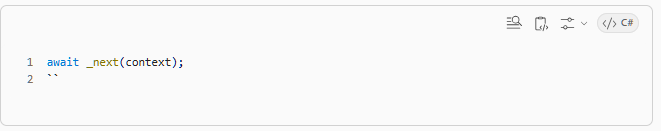 </> C#
1 await _next(context);
2 ``